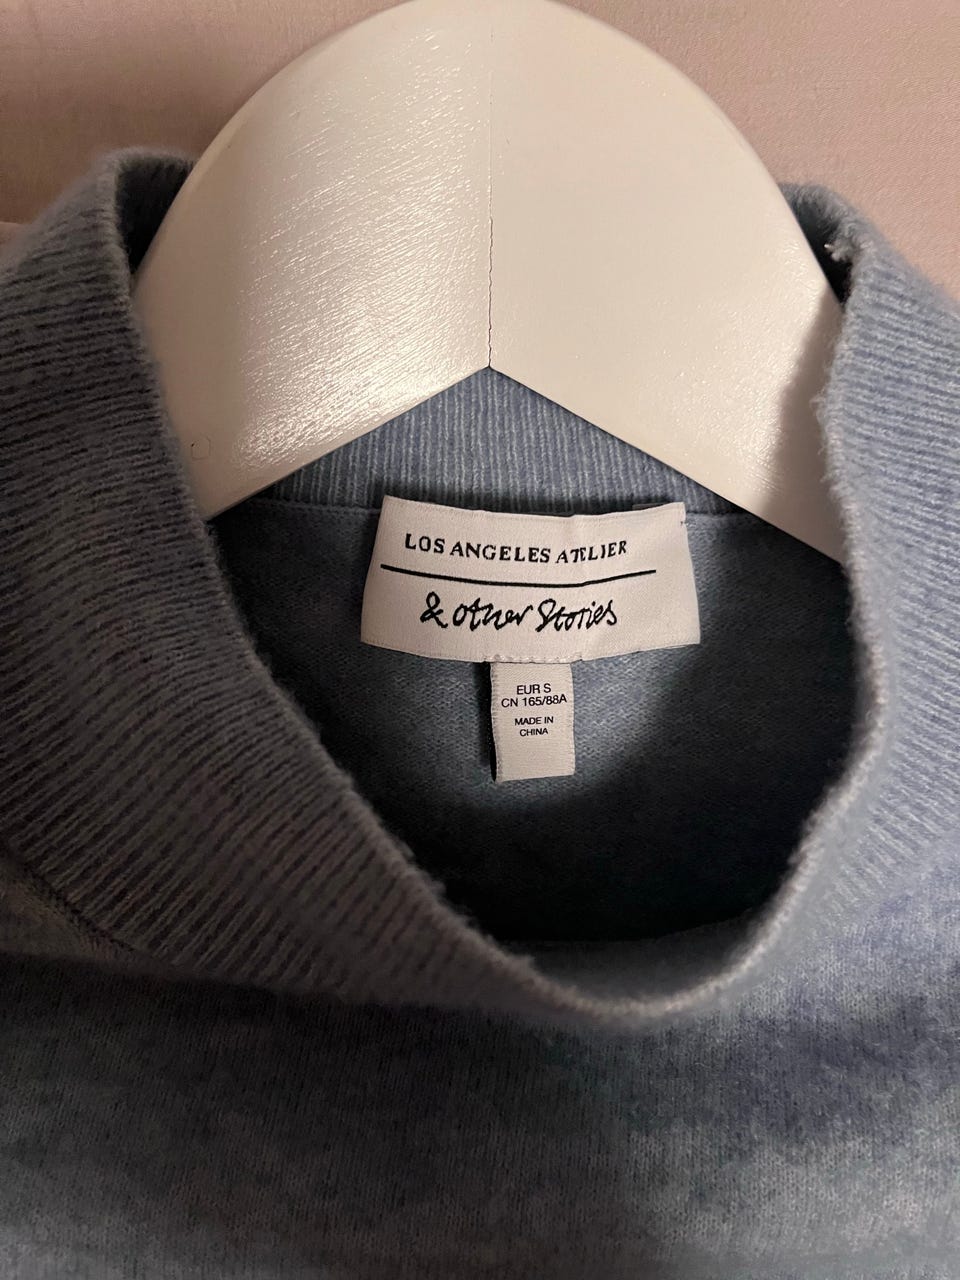 LOS ANGELES ATELIER
& other Stories
EUR S
CN 165/88A
MADE IN
CHINA